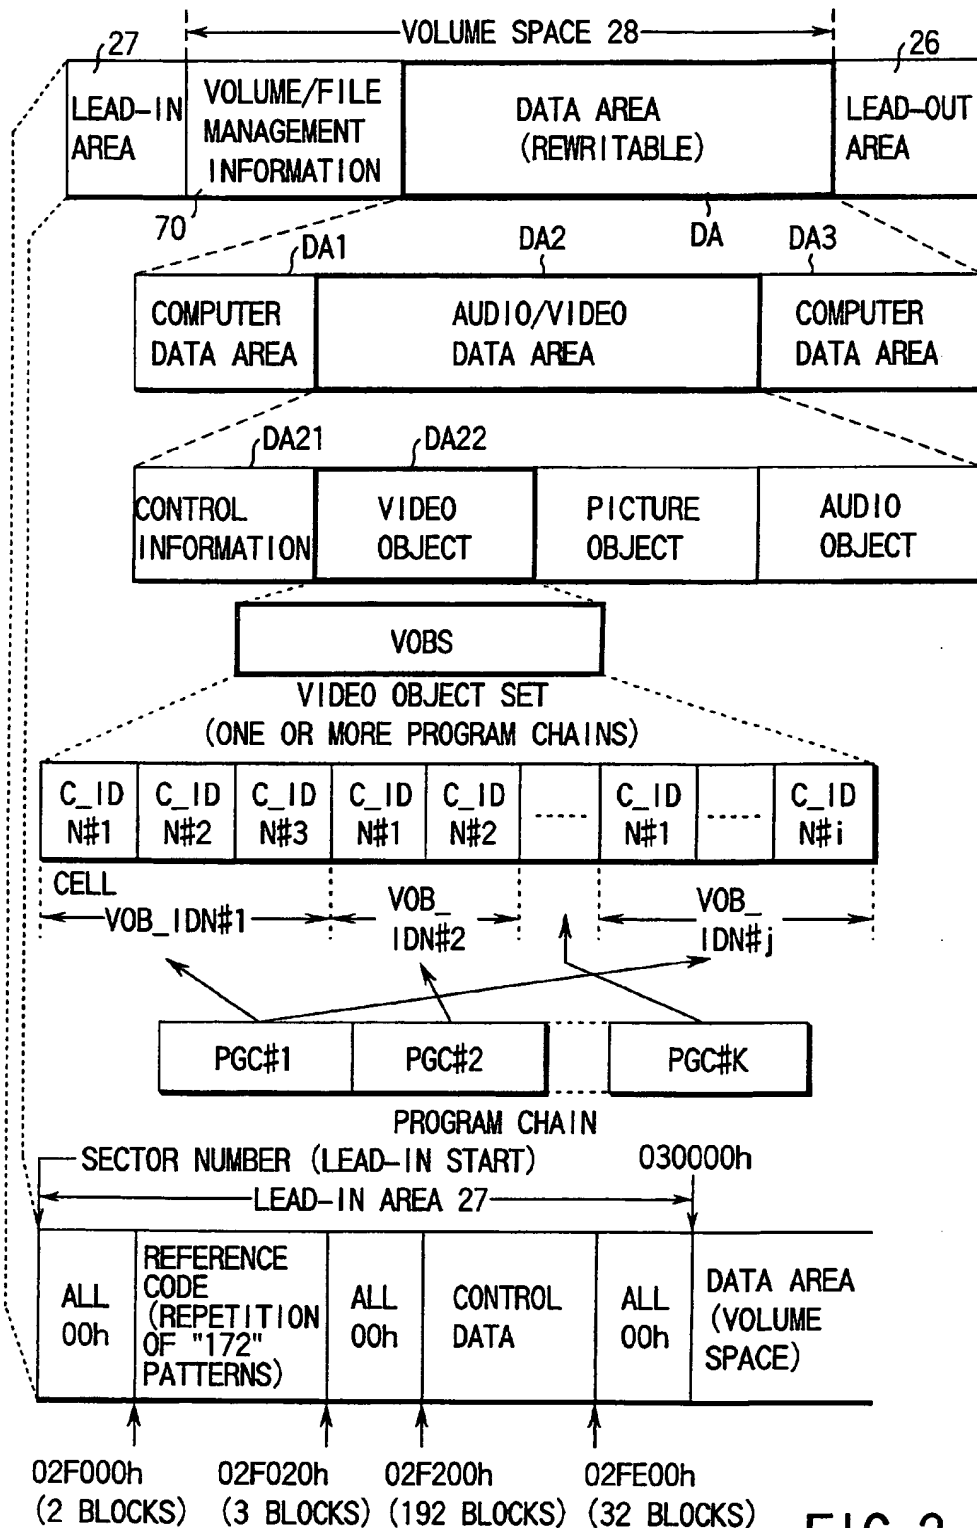 VOLUME SPACE 28
27
26
LEAD-IN
AREA
VOLUME/FILE
MANAGEMENT
INFORMATION
DATA AREA
(REWRITABLE)
LEAD-OUT
AREA
70
DA
DA1
DA2
DA3
COMPUTER
DATA AREA
AUDIO/VIDEO
DATA AREA
COMPUTER
DATA AREA
DA21
DA22
CONTROL
INFORMATION
VIDEO
OBJECT
PICTURE
OBJECT
AUDIO
OBJECT
VOBS
VIDEO OBJECT SET
(ONE OR MORE PROGRAM CHAINS)
C_ID
N#1
C_ID
N#2
C_ID
N#3
C_ID
N#1
C_ID
N#2
C_ID
N#1
C_ID
N#i
CELL
VOB_IDN#1
VOB_
IDN#2
VOB_
IDN#j
PGC#1
PGC#2
PGC#K
PROGRAM CHAIN
SECTOR NUMBER (LEAD-IN START)
030000h
LEAD-IN AREA 27
ALL
00h
REFERENCE
CODE
(REPETITION
OF "172"
PATTERNS)
ALL
00h
CONTROL
DATA
ALL
00h
DATA AREA
(VOLUME
SPACE)
02F000h
(2 BLOCKS)
02F020h
(3 BLOCKS)
02F200h
(192 BLOCKS)
02FE00h
(32 BLOCKS)